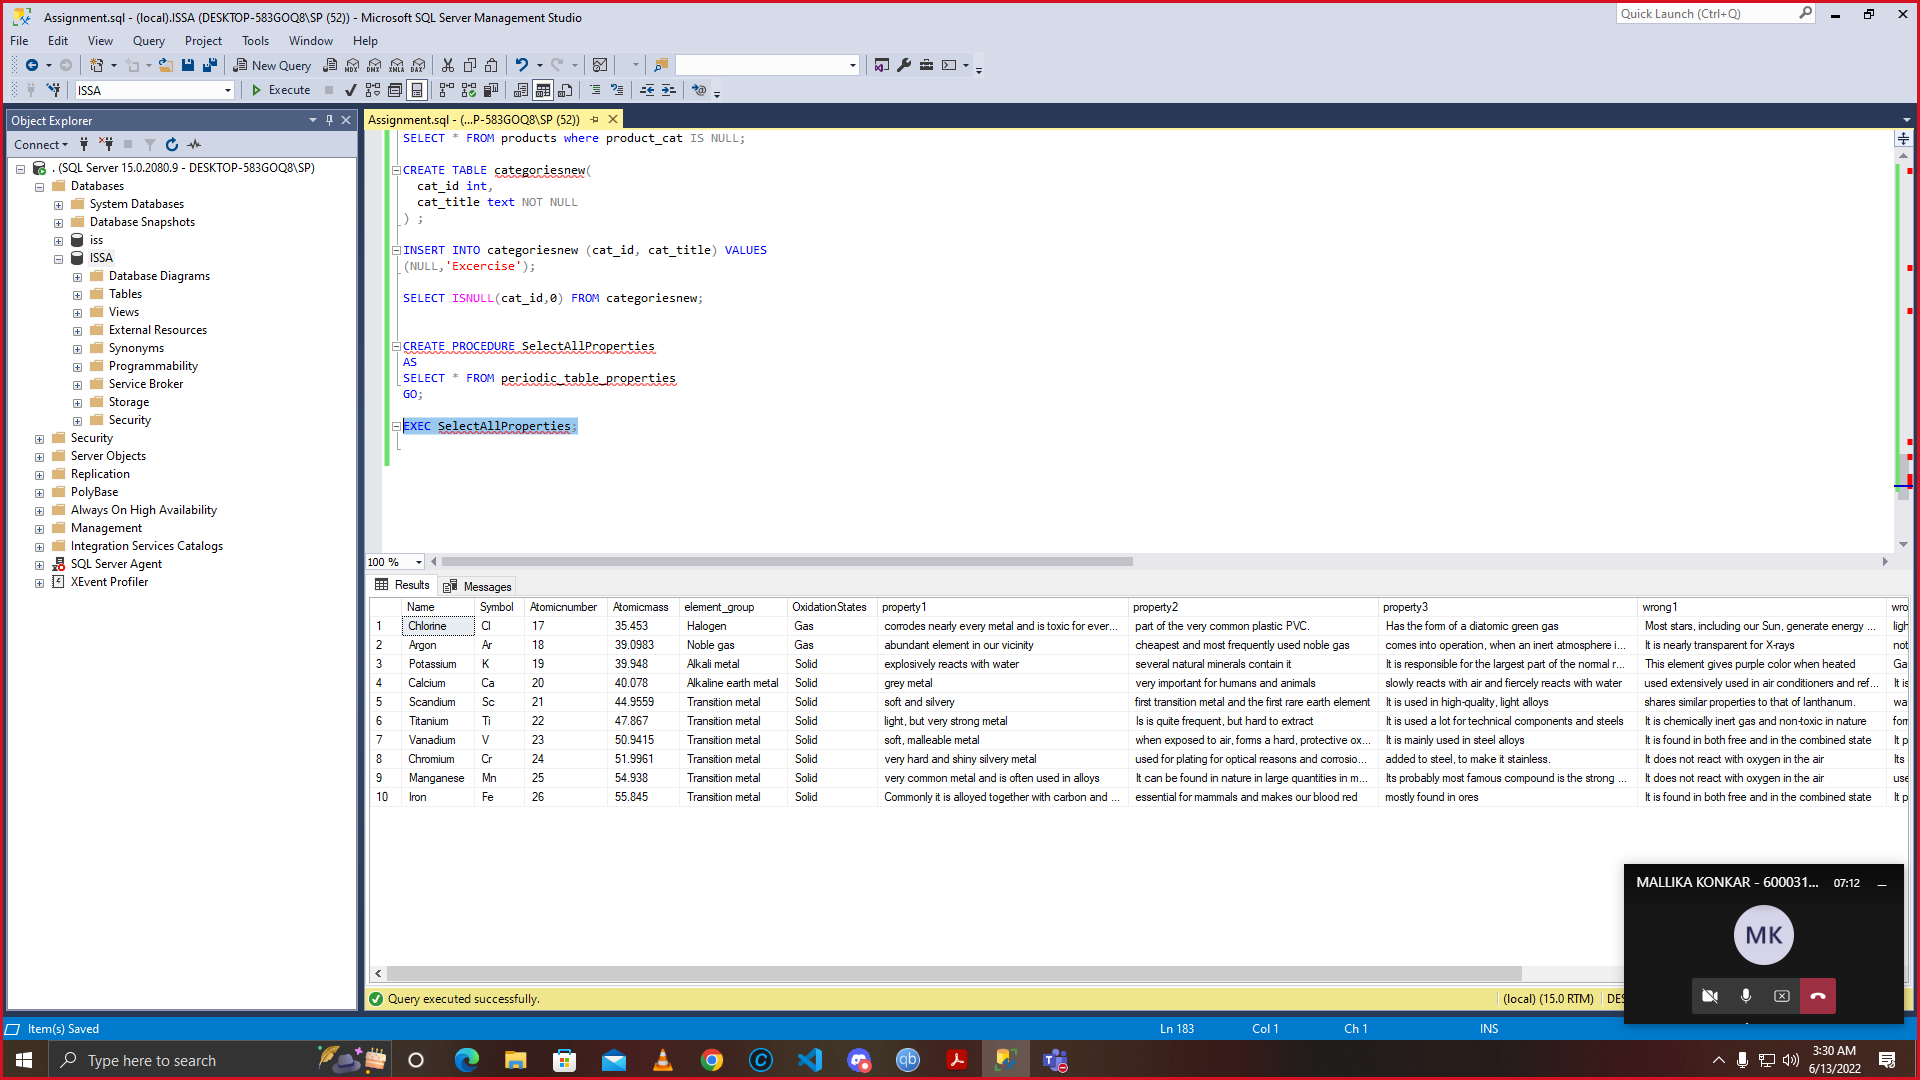 Assignment.sql - (local).ISSA (DESKTOP-583GOQ8\SP (52)) - Microsoft SQL Server Management Studio
Quick Launch (Ctrl+Q)
File Edit View Query Project Tools Window Help
New Query
MDX DMX XMLA DAX
ISSA
Execute
Object Explorer
Connect
. (SQL Server 15.0.2080.9 - DESKTOP-583GOQ8\SP)
Databases
System Databases
Database Snapshots
iss
ISSA
Database Diagrams
Tables
Views
External Resources
Synonyms
Programmability
Service Broker
Storage
Security
Security
Server Objects
Replication
PolyBase
Always On High Availability
Management
Integration Services Catalogs
SQL Server Agent
XEvent Profiler
Assignment.sql - (...P-583GOQ8\SP (52))
SELECT * FROM products where product_cat IS NULL;
CREATE TABLE categoriesnew(
cat_id int,
cat_title text NOT NULL
) ;
INSERT INTO categoriesnew (cat_id, cat_title) VALUES
(NULL,'Excercise');
SELECT ISNULL(cat_id,0) FROM categoriesnew;
CREATE PROCEDURE SelectAllProperties
AS
SELECT * FROM periodic_table_properties
GO;
EXEC SelectAllProperties;
100 %
Results Messages
Name Symbol Atomicnumber Atomicmass element_group OxidationStates property1 property2 property3 wrong1 wro
1 Chlorine Cl 17 35.453 Halogen Gas corrodes nearly every metal and is toxic for ever... part of the very common plastic PVC. Has the form of a diatomic green gas Most stars, including our Sun, generate energy ... ligh
2 Argon Ar 18 39.0983 Noble gas Gas abundant element in our vicinity cheapest and most frequently used noble gas comes into operation, when an inert atmosphere i... It is nearly transparent for X-rays not
3 Potassium K 19 39.948 Alkali metal Solid explosively reacts with water several natural minerals contain it It is responsible for the largest part of the normal r... This element gives purple color when heated Ga
4 Calcium Ca 20 40.078 Alkaline earth metal Solid grey metal very important for humans and animals slowly reacts with air and fiercely reacts with water used extensively used in air conditioners and ref... It is
5 Scandium Sc 21 44.9559 Transition metal Solid soft and silvery first transition metal and the first rare earth element It is used in high-quality, light alloys shares similar properties to that of lanthanum. wa
6 Titanium Ti 22 47.867 Transition metal Solid light, but very strong metal Is is quite frequent, but hard to extract It is used a lot for technical components and steels It is chemically inert gas and non-toxic in nature forn
7 Vanadium V 23 50.9415 Transition metal Solid soft, malleable metal when exposed to air, forms a hard, protective ox... It is mainly used in steel alloys It is found in both free and in the combined state It p
8 Chromium Cr 24 51.9961 Transition metal Solid very hard and shiny silvery metal used for plating for optical reasons and corrosio... added to steel, to make it stainless. It does not react with oxygen in the air Its
9 Manganese Mn 25 54.938 Transition metal Solid very common metal and is often used in alloys It can be found in nature in large quantities in m... Its probably most famous compound is the strong ... It does not react with oxygen in the air use
10 Iron Fe 26 55.845 Transition metal Solid Commonly it is alloyed together with carbon and ... essential for mammals and makes our blood red mostly found in ores It is found in both free and in the combined state It p
MALLIKA KONKAR - 600031... 07:12
MK
Query executed successfully. (local) (15.0 RTM) DES
Item(s) Saved Ln 183 Col 1 Ch 1 INS
Type here to search
3:30 AM
6/13/2022